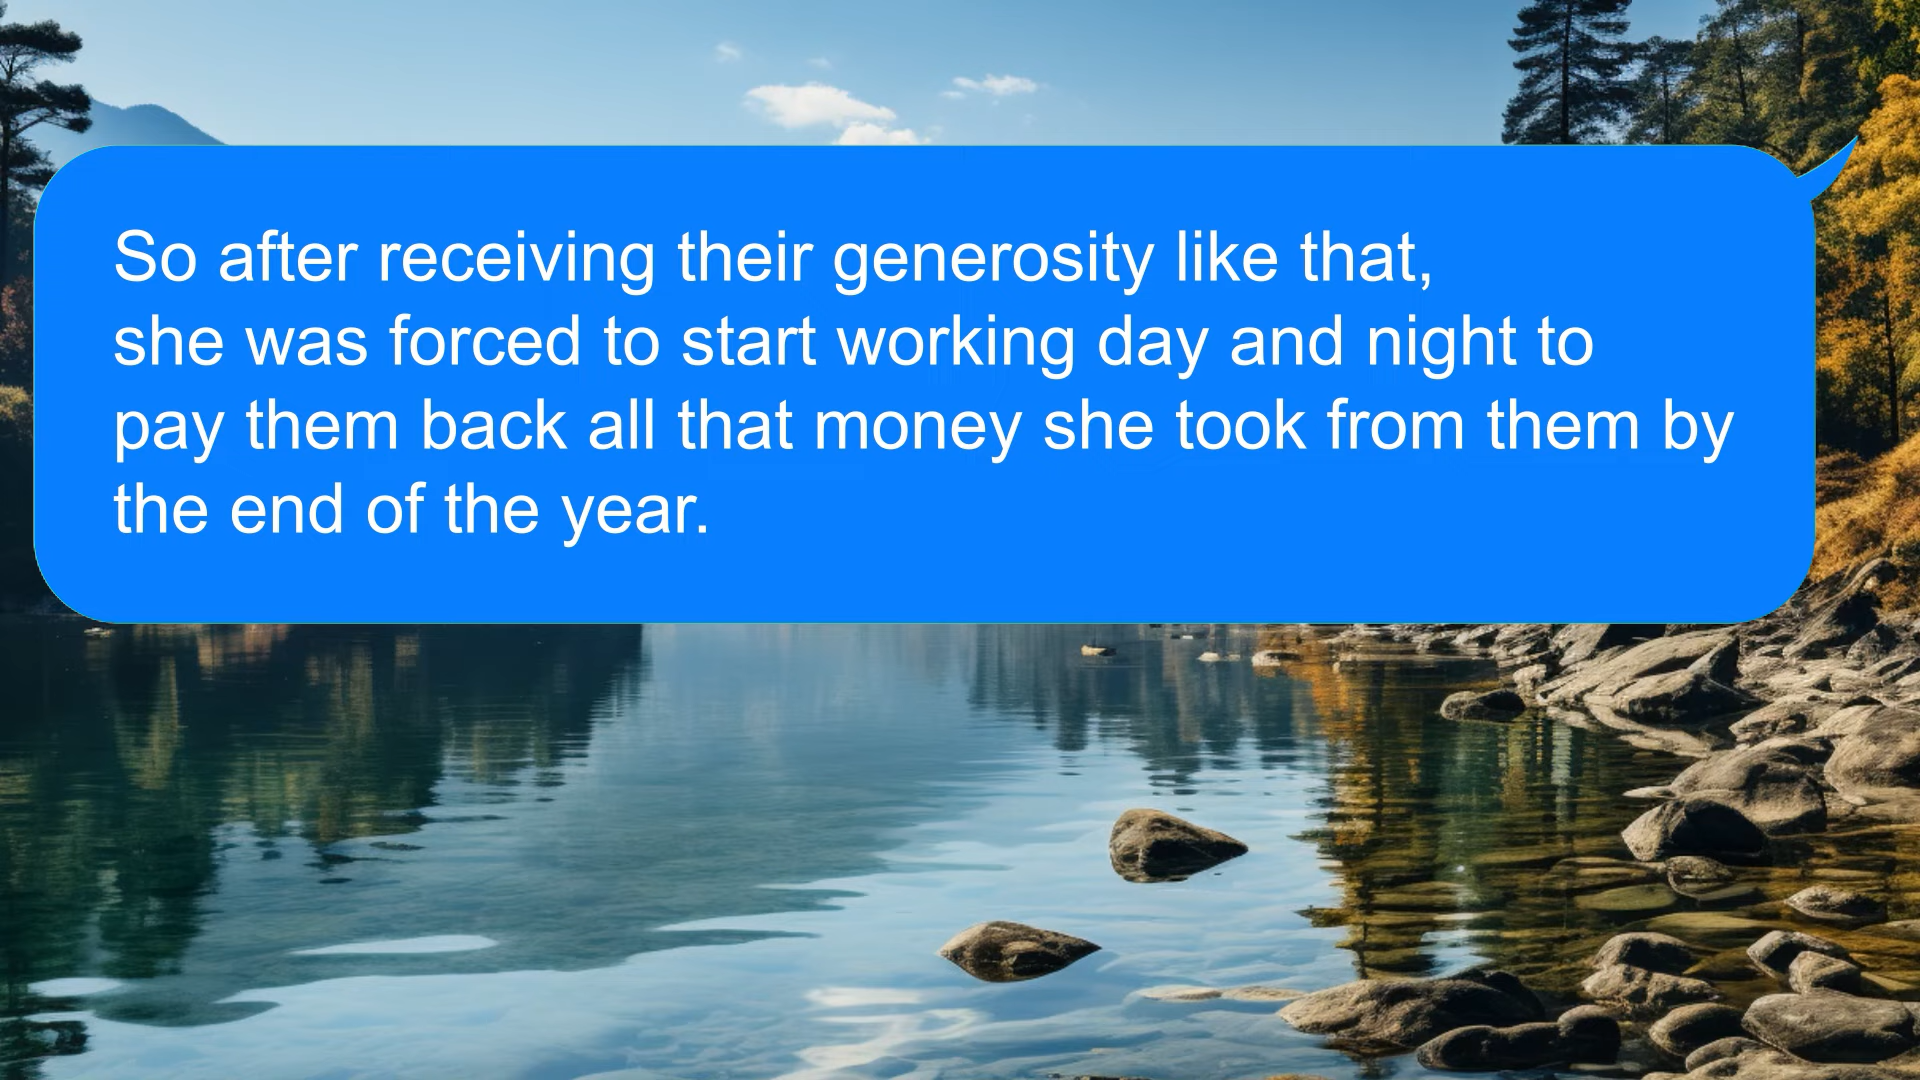 So after receiving their generosity like that,
she was forced to start working day and night to
pay them back all that money she took from them by
the end of the year.